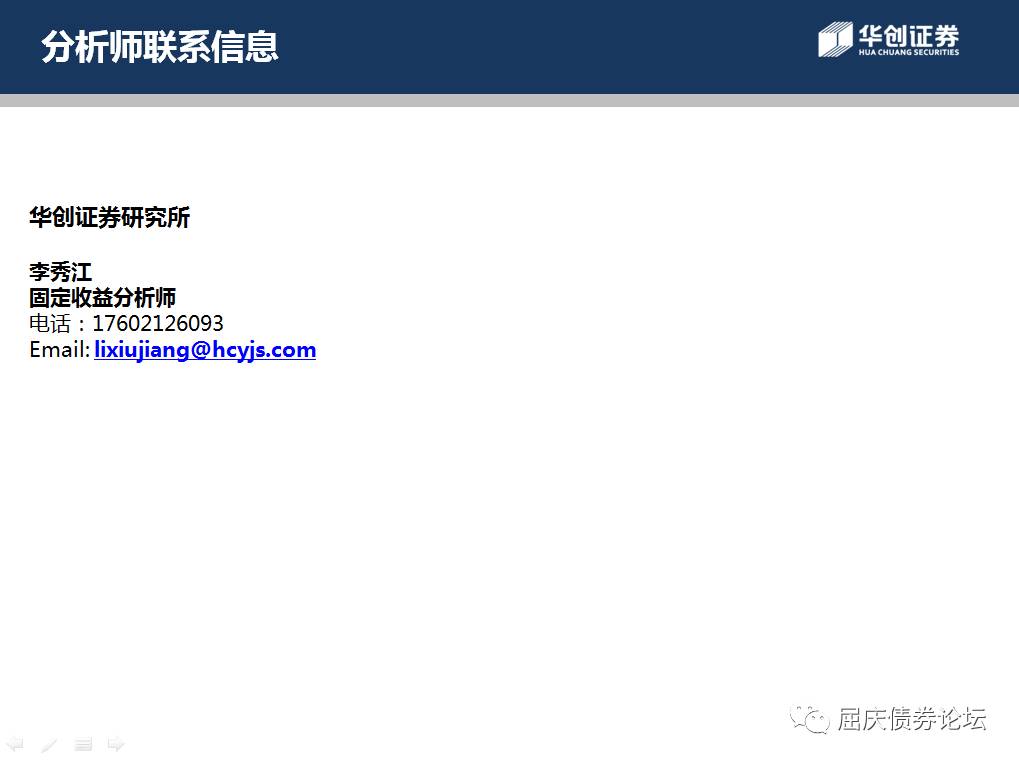 分析师联系信息
华创证券
HUA CHUANG SECURITIES
华创证券研究所
李秀江
固定收益分析师
电话：17602126093
Email: lixiujiang@hcyjs.com
屈庆债券论坛